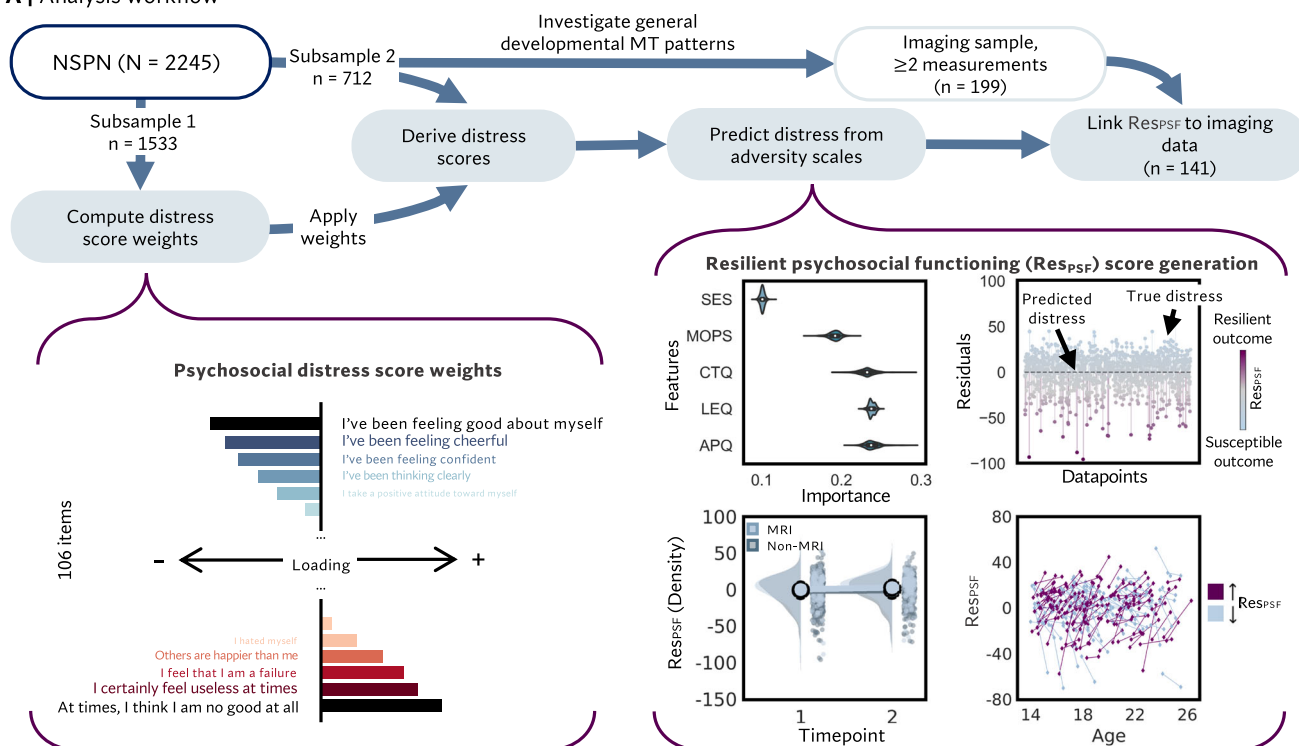 A | Analysis workflow
NSPN (N = 2245)
Subsample 2
n = 712
Investigate general
developmental MT patterns
Imaging sample,
≥2 measurements
(n = 199)
Subsample 1
n = 1533
Derive distress
scores
Predict distress from
adversity scales
Link ResPSF to imaging
data
(n = 141)
Compute distress
score weights
Apply
weights
Psychosocial distress score weights
I've been feeling good about myself
I've been feeling cheerful
I've been feeling confident
I've been thinking clearly
I take a positive attitude toward myself
...
106 items
-
Loading
+
...
I hated myself
Others are happier than me
I feel that I am a failure
I certainly feel useless at times
At times, I think I am no good at all
Resilient psychosocial functioning (ResPSF) score generation
Features
SES
MOPS
CTQ
LEQ
APQ
0.1
0.2
0.3
Importance
Residuals
100
50
0
−50
−100
Predicted
distress
True distress
Datapoints
Resilient
outcome
ResPSF
Susceptible
outcome
ResPSF (Density)
100
50
0
-50
-100
-150
MRI
Non-MRI
1
2
Timepoint
ResPSF
80
40
0
-40
-80
14
18
22
26
Age
↑
ResPSF
↓